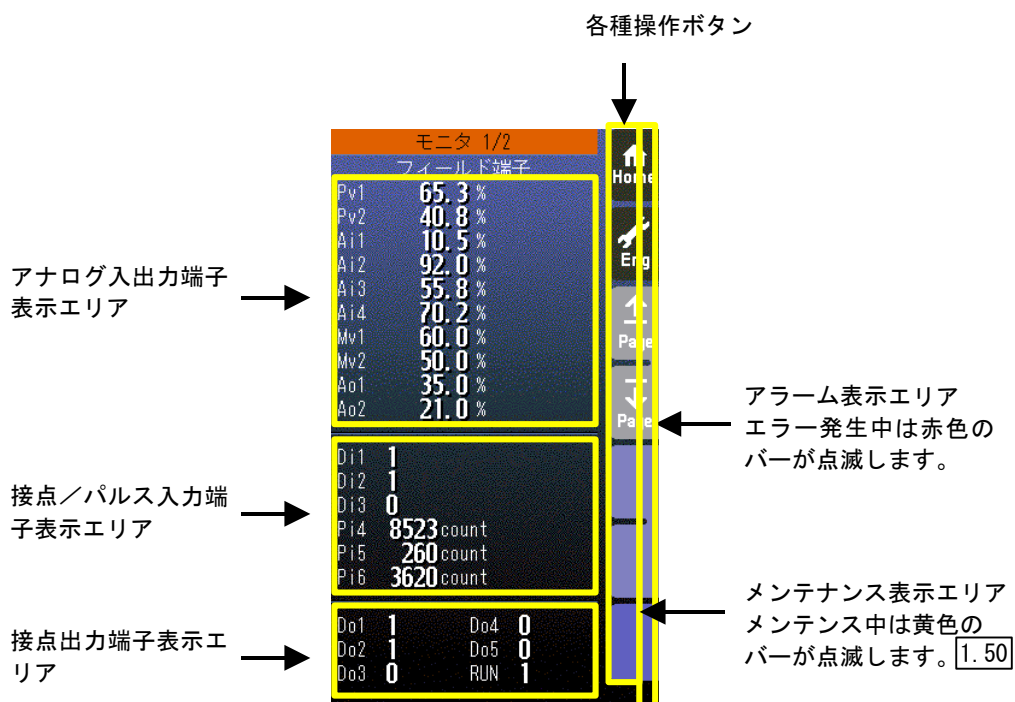 各種操作ボタン
モニタ 1/2
フィールド端子
Pv1 65.3 %
Pv2 40.8 %
Ai1 10.5 %
Ai2 92.0 %
Ai3 55.8 %
Ai4 70.2 %
Mv1 60.0 %
Mv2 50.0 %
Ao1 35.0 %
Ao2 21.0 %
Di1 1
Di2 1
Di3 0
Pi4 8523 count
Pi5 260 count
Pi6 3620 count
Do1 1 Do4 0
Do2 1 Do5 0
Do3 0 RUN 1
Home
Eng
Page
Page
アナログ入出力端子
表示エリア
接点／パルス入力端
子表示エリア
接点出力端子表示エ
リア
アラーム表示エリア
エラー発生中は赤色の
バーが点滅します。
メンテナンス表示エリア
メンテンス中は黄色の
バーが点滅します。1.50